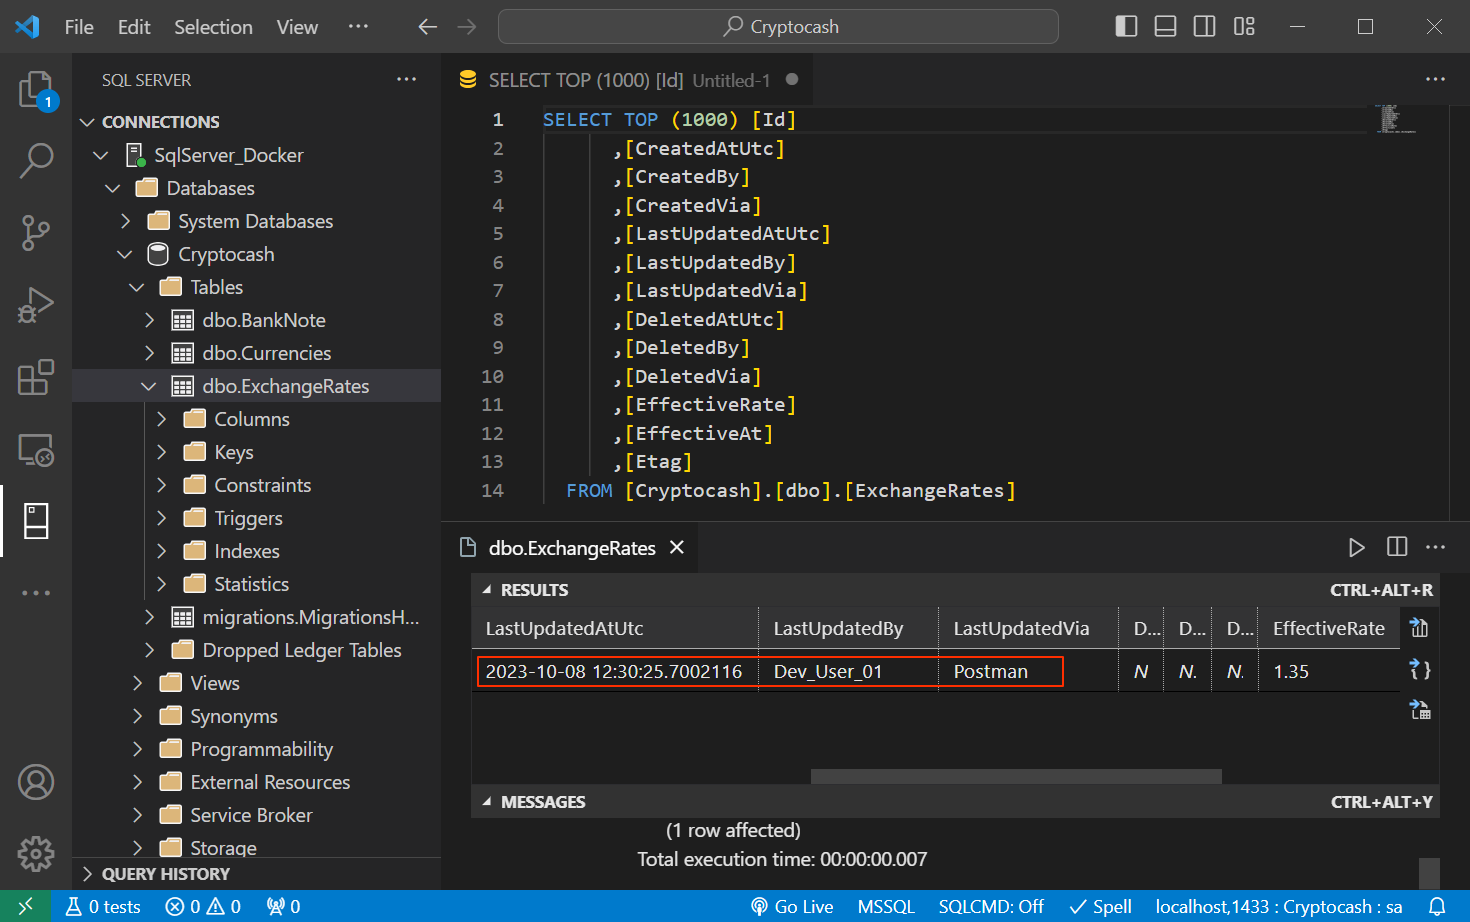 File Edit Selection View ··· Cryptocash
SQL SERVER ···
CONNECTIONS
SqlServer_Docker
Databases
System Databases
Cryptocash
Tables
dbo.BankNote
dbo.Currencies
dbo.ExchangeRates
Columns
Keys
Constraints
Triggers
Indexes
Statistics
migrations.MigrationsH...
Dropped Ledger Tables
Views
Synonyms
Programmability
External Resources
Service Broker
Storage
QUERY HISTORY
1
SELECT TOP (1000) [Id] Untitled-1
1 SELECT TOP (1000) [Id]
2 ,[CreatedAtUtc]
3 ,[CreatedBy]
4 ,[CreatedVia]
5 ,[LastUpdatedAtUtc]
6 ,[LastUpdatedBy]
7 ,[LastUpdatedVia]
8 ,[DeletedAtUtc]
9 ,[DeletedBy]
10 ,[DeletedVia]
11 ,[EffectiveRate]
12 ,[EffectiveAt]
13 ,[Etag]
14 FROM [Cryptocash].[dbo].[ExchangeRates]
dbo.ExchangeRates
RESULTS CTRL+ALT+R
LastUpdatedAtUtc LastUpdatedBy LastUpdatedVia D... D... D... EffectiveRate
2023-10-08 12:30:25.7002116 Dev_User_01 Postman N N. N. 1.35
MESSAGES CTRL+ALT+Y
(1 row affected)
Total execution time: 00:00:00.007
0 tests 0 0 0 Go Live MSSQL SQLCMD: Off Spell localhost,1433 : Cryptocash : sa